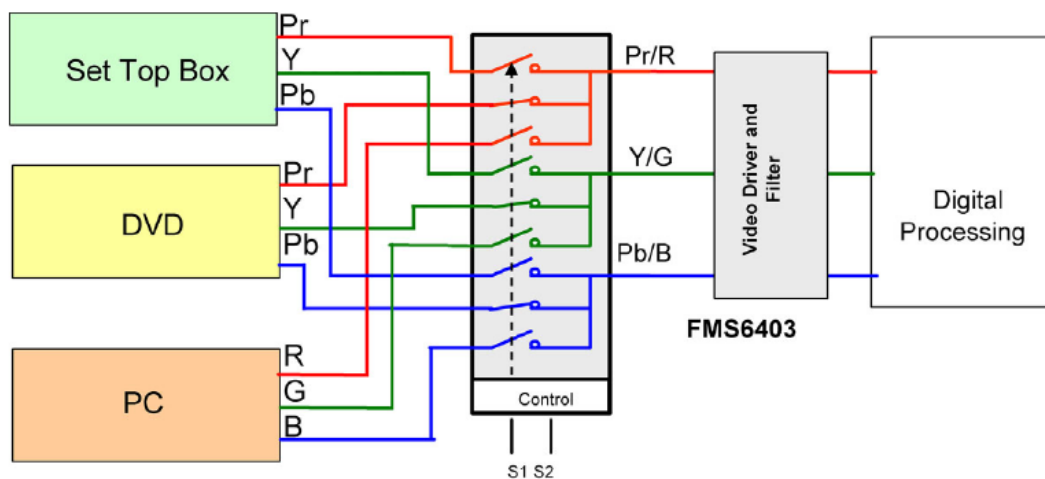 Set Top Box
Pr
Y
Pb
DVD
Pr
Y
Pb
PC
R
G
B
Control
S1 S2
Pr/R
Y/G
Pb/B
Video Driver and
Filter
FMS6403
Digital
Processing